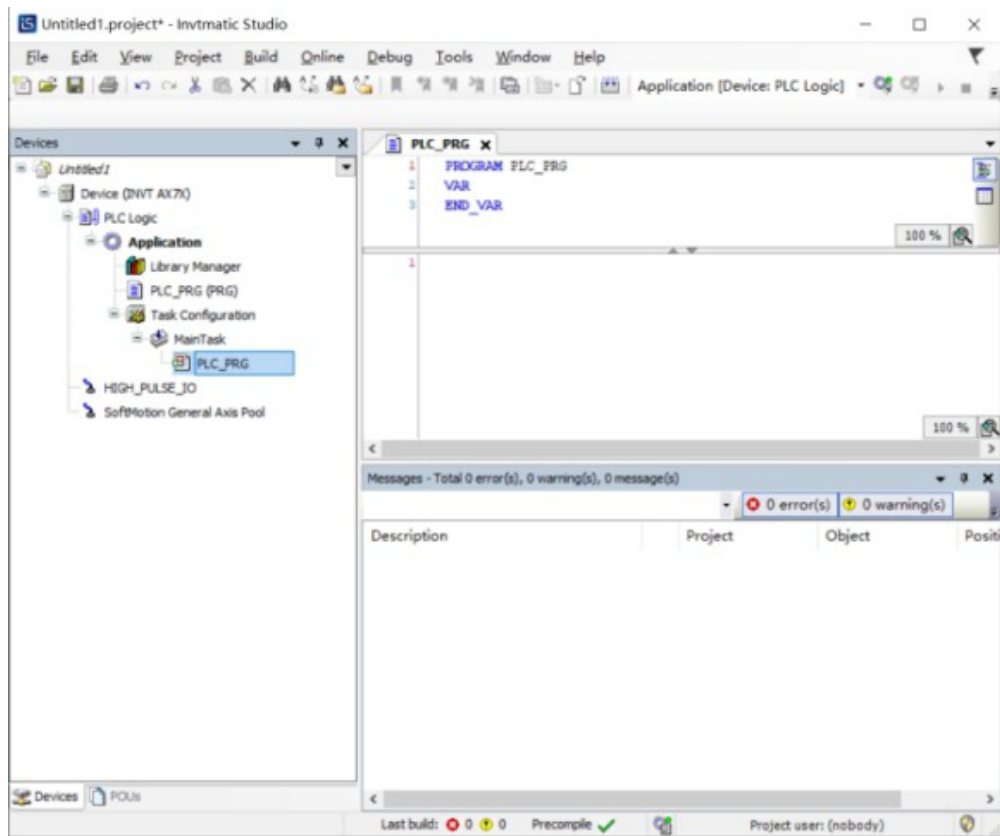 Untitled1.project* - Invtmatic Studio
File Edit View Project Build Online Debug Tools Window Help
Application [Device: PLC Logic]
Devices
Untitled1
Device (INVT AX7X)
PLC Logic
Application
Library Manager
PLC_PRG (PRG)
Task Configuration
MainTask
PLC_PRG
HIGH_PULSE_IO
SoftMotion General Axis Pool
Devices POUs
PLC_PRG
1 PROGRAM PLC_PRG
2 VAR
3 END_VAR
100 %
1
100 %
Messages - Total 0 error(s), 0 warning(s), 0 message(s)
0 error(s) 0 warning(s)
Description Project Object Positi
Last build: 0 0 Precompile Project user: (nobody)